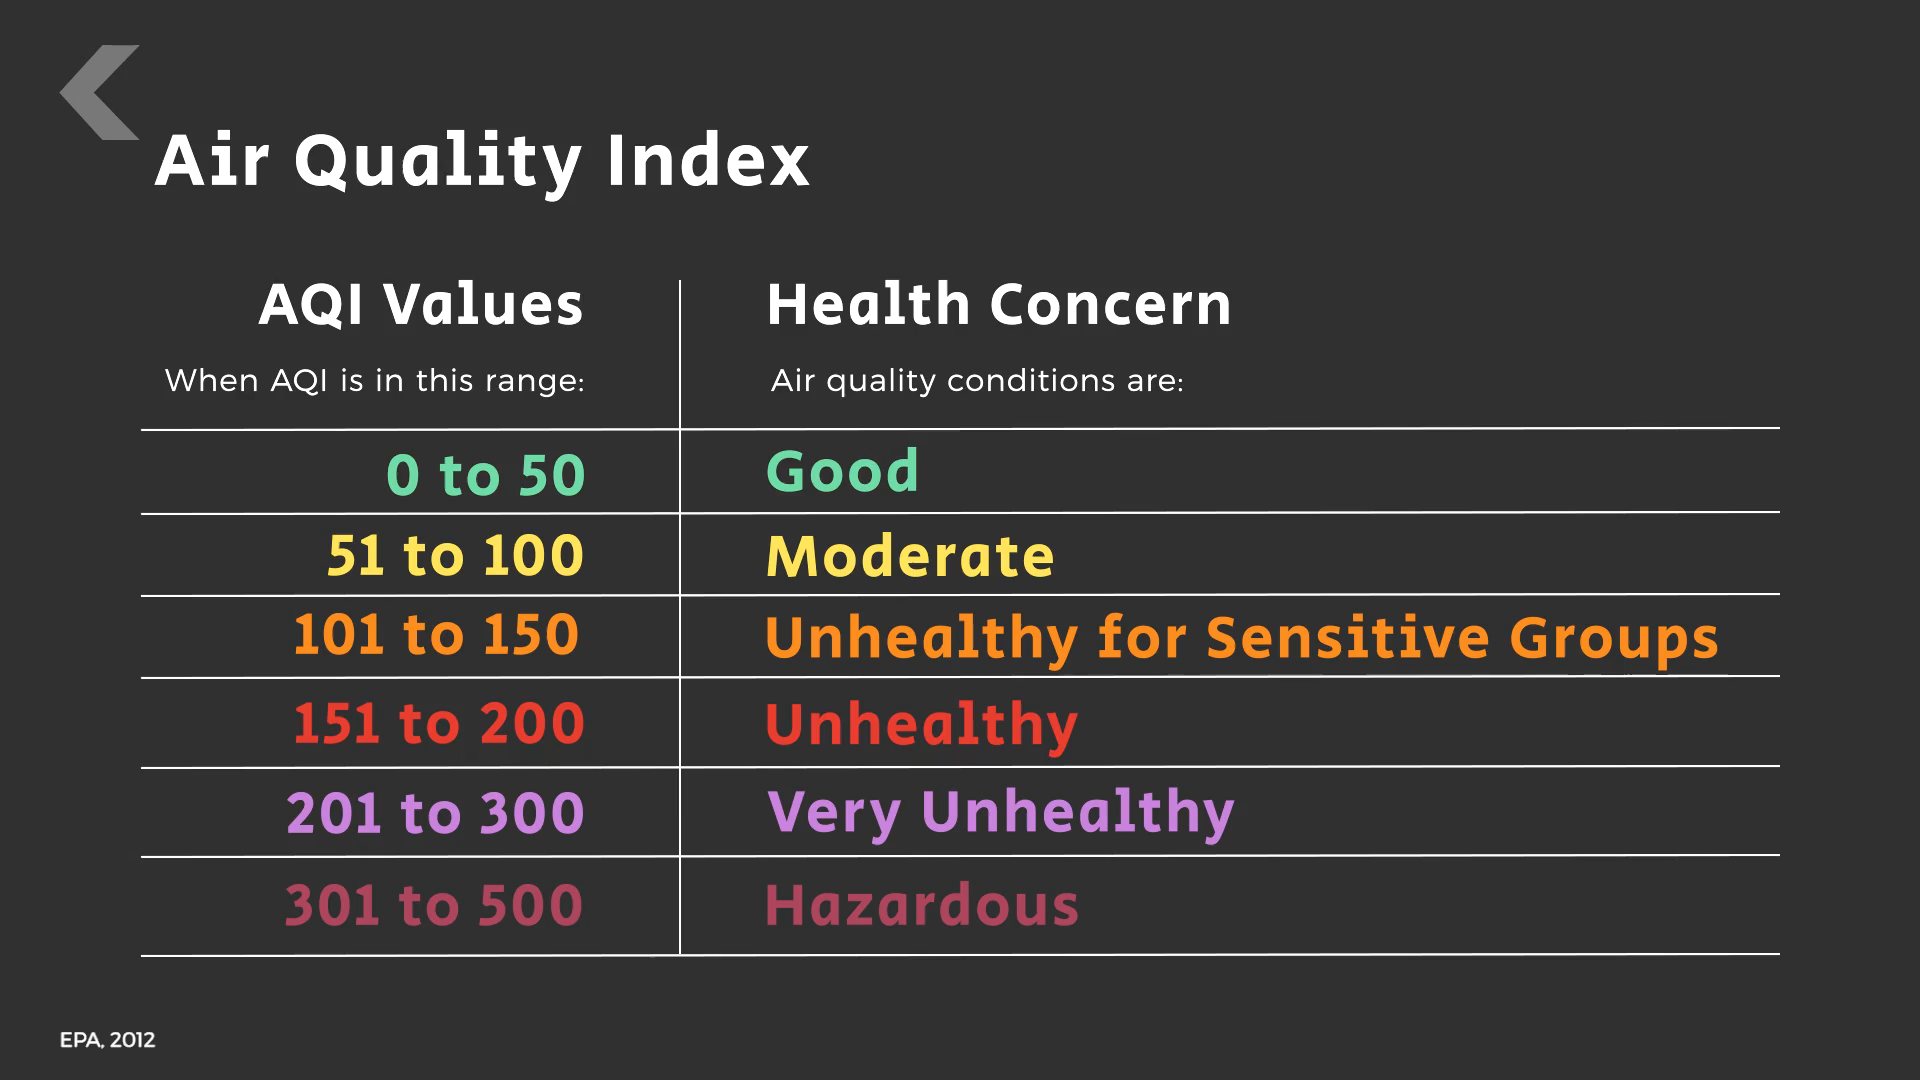 Air Quality Index
AQI Values Health Concern
When AQI is in this range: Air quality conditions are:
0 to 50 Good
51 to 100 Moderate
101 to 150 Unhealthy for Sensitive Groups
151 to 200 Unhealthy
201 to 300 Very Unhealthy
301 to 500 Hazardous
EPA, 2012